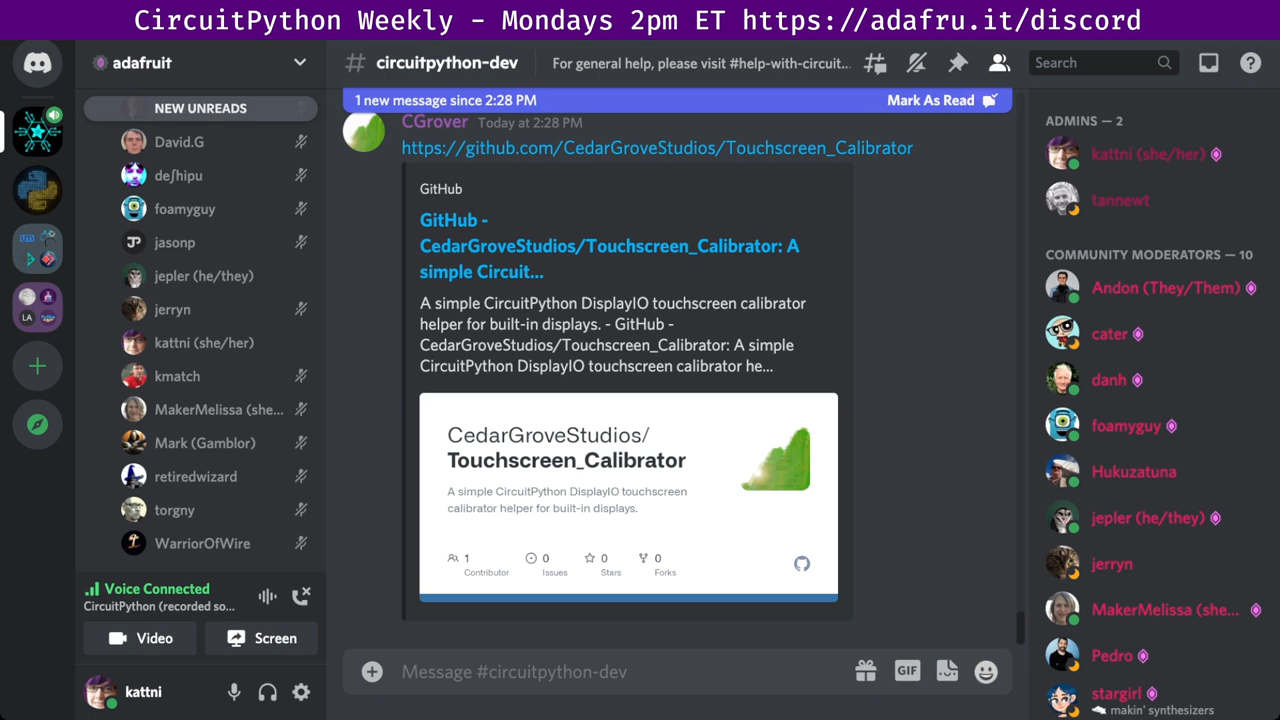 CircuitPython Weekly - Mondays 2pm ET https://adafru.it/discord
adafruit
NEW UNREADS
David.G
deʃhipu
foamyguy
jasonp
jepler (he/they)
jerryn
kattni (she/her)
kmatch
MakerMelissa (she...
Mark (Gamblor)
retiredwizard
torgny
WarriorOfWire
Voice Connected
CircuitPython (recorded so...
Video
Screen
kattni
# circuitpython-dev
For general help, please visit #help-with-circuit...
Search
1 new message since 2:28 PM
Mark As Read
CGrover Today at 2:28 PM
https://github.com/CedarGroveStudios/Touchscreen_Calibrator
GitHub
GitHub -
CedarGroveStudios/Touchscreen_Calibrator: A
simple Circuit...
A simple CircuitPython DisplayIO touchscreen calibrator
helper for built-in displays. - GitHub -
CedarGroveStudios/Touchscreen_Calibrator: A simple
CircuitPython DisplayIO touchscreen calibrator he...
CedarGroveStudios/
Touchscreen_Calibrator
A simple CircuitPython DisplayIO touchscreen
calibrator helper for built-in displays.
1 0 0 0
Contributor Issues Stars Forks
Message #circuitpython-dev
GIF
ADMINS — 2
kattni (she/her)
tannewt
COMMUNITY MODERATORS — 10
Andon (They/Them)
cater
danh
foamyguy
Hukuzatuna
jepler (he/they)
jerryn
MakerMelissa (she...
Pedro
stargirl
makin' synthesizers
LA